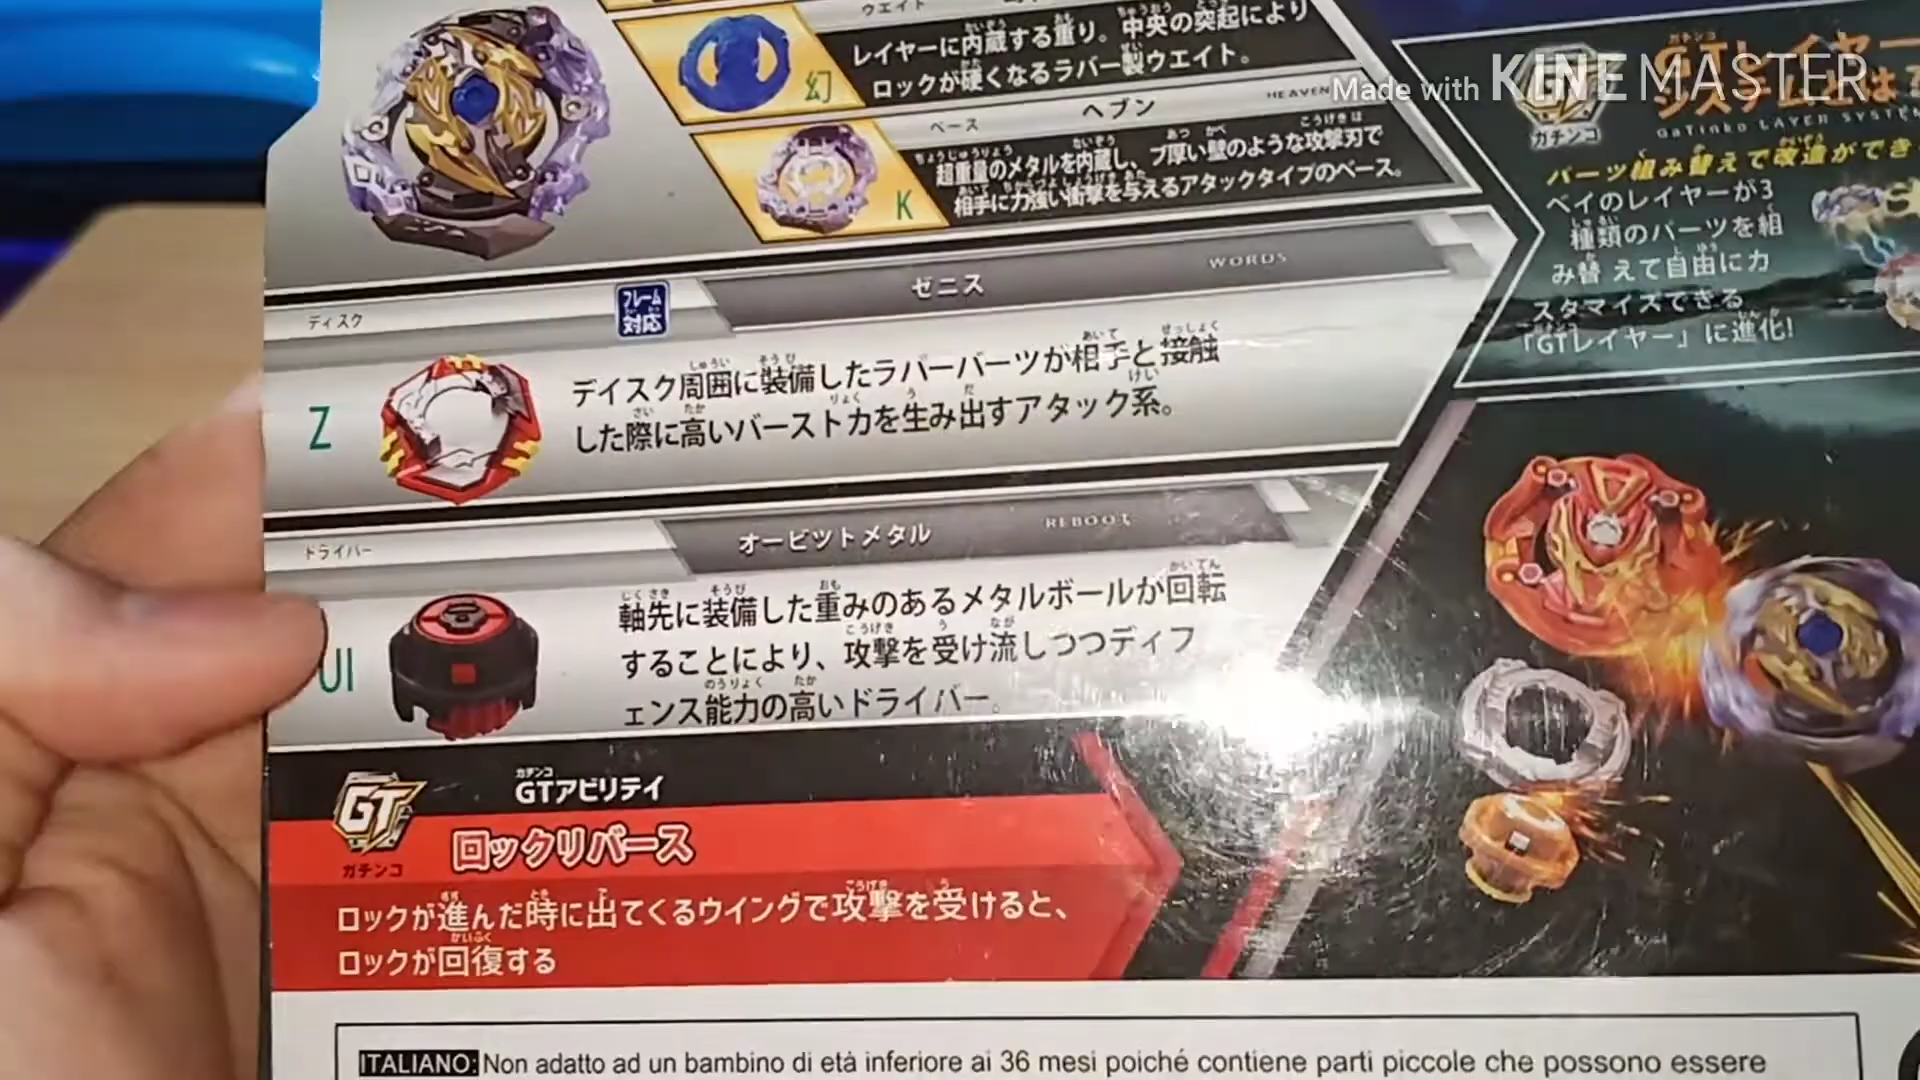 ウエイト
レイヤーに内蔵する重り。中央の突起により
ロックが硬くなるラバー製ウエイト。
幻
ベース
ヘブン
HEAVEN
超重量のメタルを内蔵し、ブ厚い壁のような攻撃刃で
相手に力強い衝撃を与えるアタックタイプのベース。
K
ディスク
フレーム
対応
ゼニス
WORDS
Z
デイスク周囲に装備したラバーバーツが相手と接触
した際に高いバースト力を生み出すアタック系。
ドライバー
オービットメタル
REBOOT
UI
軸先に装備した重みのあるメタルボールが回転
することにより、攻撃を受け流しつつディフ
ェンス能力の高いドライバー。
GT
ガチンコ
GTアビリテイ
ロックリバース
ロックが進んだ時に出てくるウイングで攻撃を受けると、
ロックが回復する
ITALIANO: Non adatto ad un bambino di età inferiore ai 36 mesi poiché contiene parti piccole che possono essere
Made with KINEMASTER
ガチンコ
GTレイヤー
システムとは?
GaTinko LAYER SYSTEM
パーツ組み替えて改造ができ
ベイのレイヤーが3
種類のパーツを組
み替えて自由にカ
スタマイズできる
「GTレイヤー」に進化!